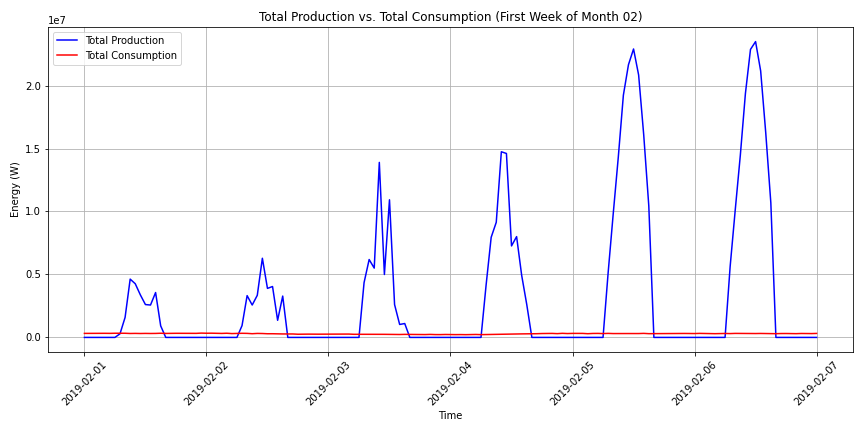 Total Production vs. Total Consumption (First Week of Month 02)
1e7
Total Production
Total Consumption
2.0
1.5
1.0
0.5
0.0
Energy (W)
2019-02-01
2019-02-02
2019-02-03
2019-02-04
2019-02-05
2019-02-06
2019-02-07
Time